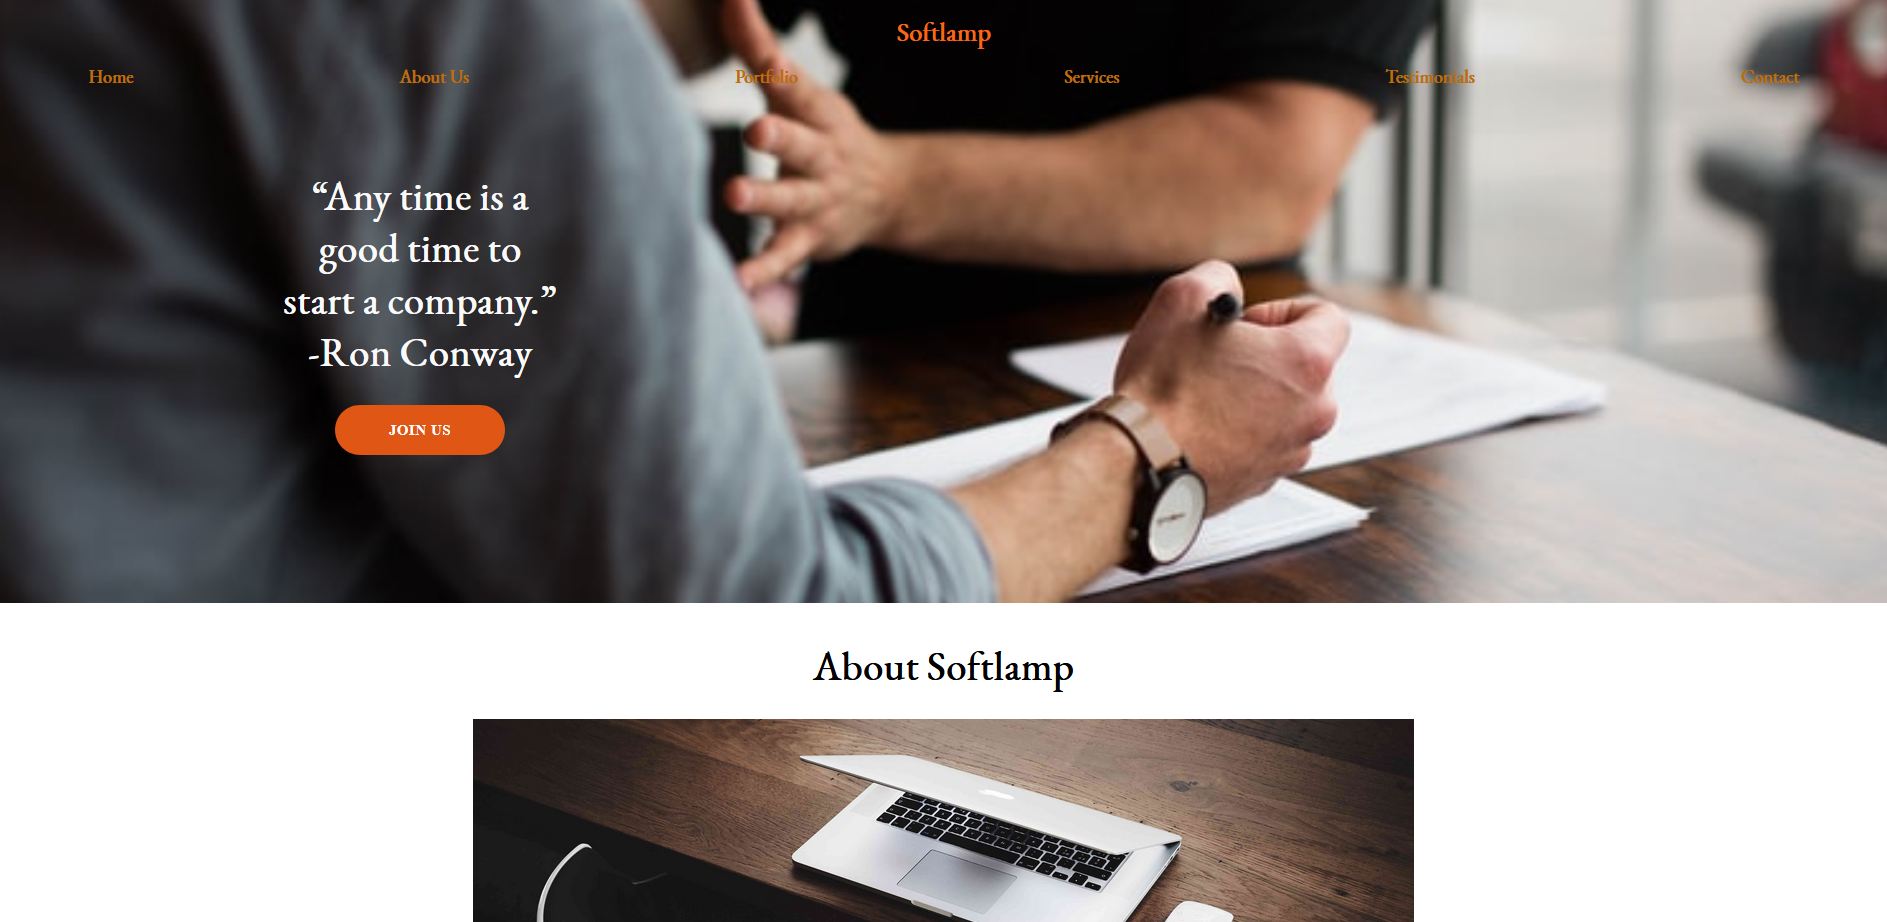 Softlamp
Home About Us Portfolio Services Testimonials Contact
“Any time is a
good time to
start a company.”
-Ron Conway
JOIN US
About Softlamp